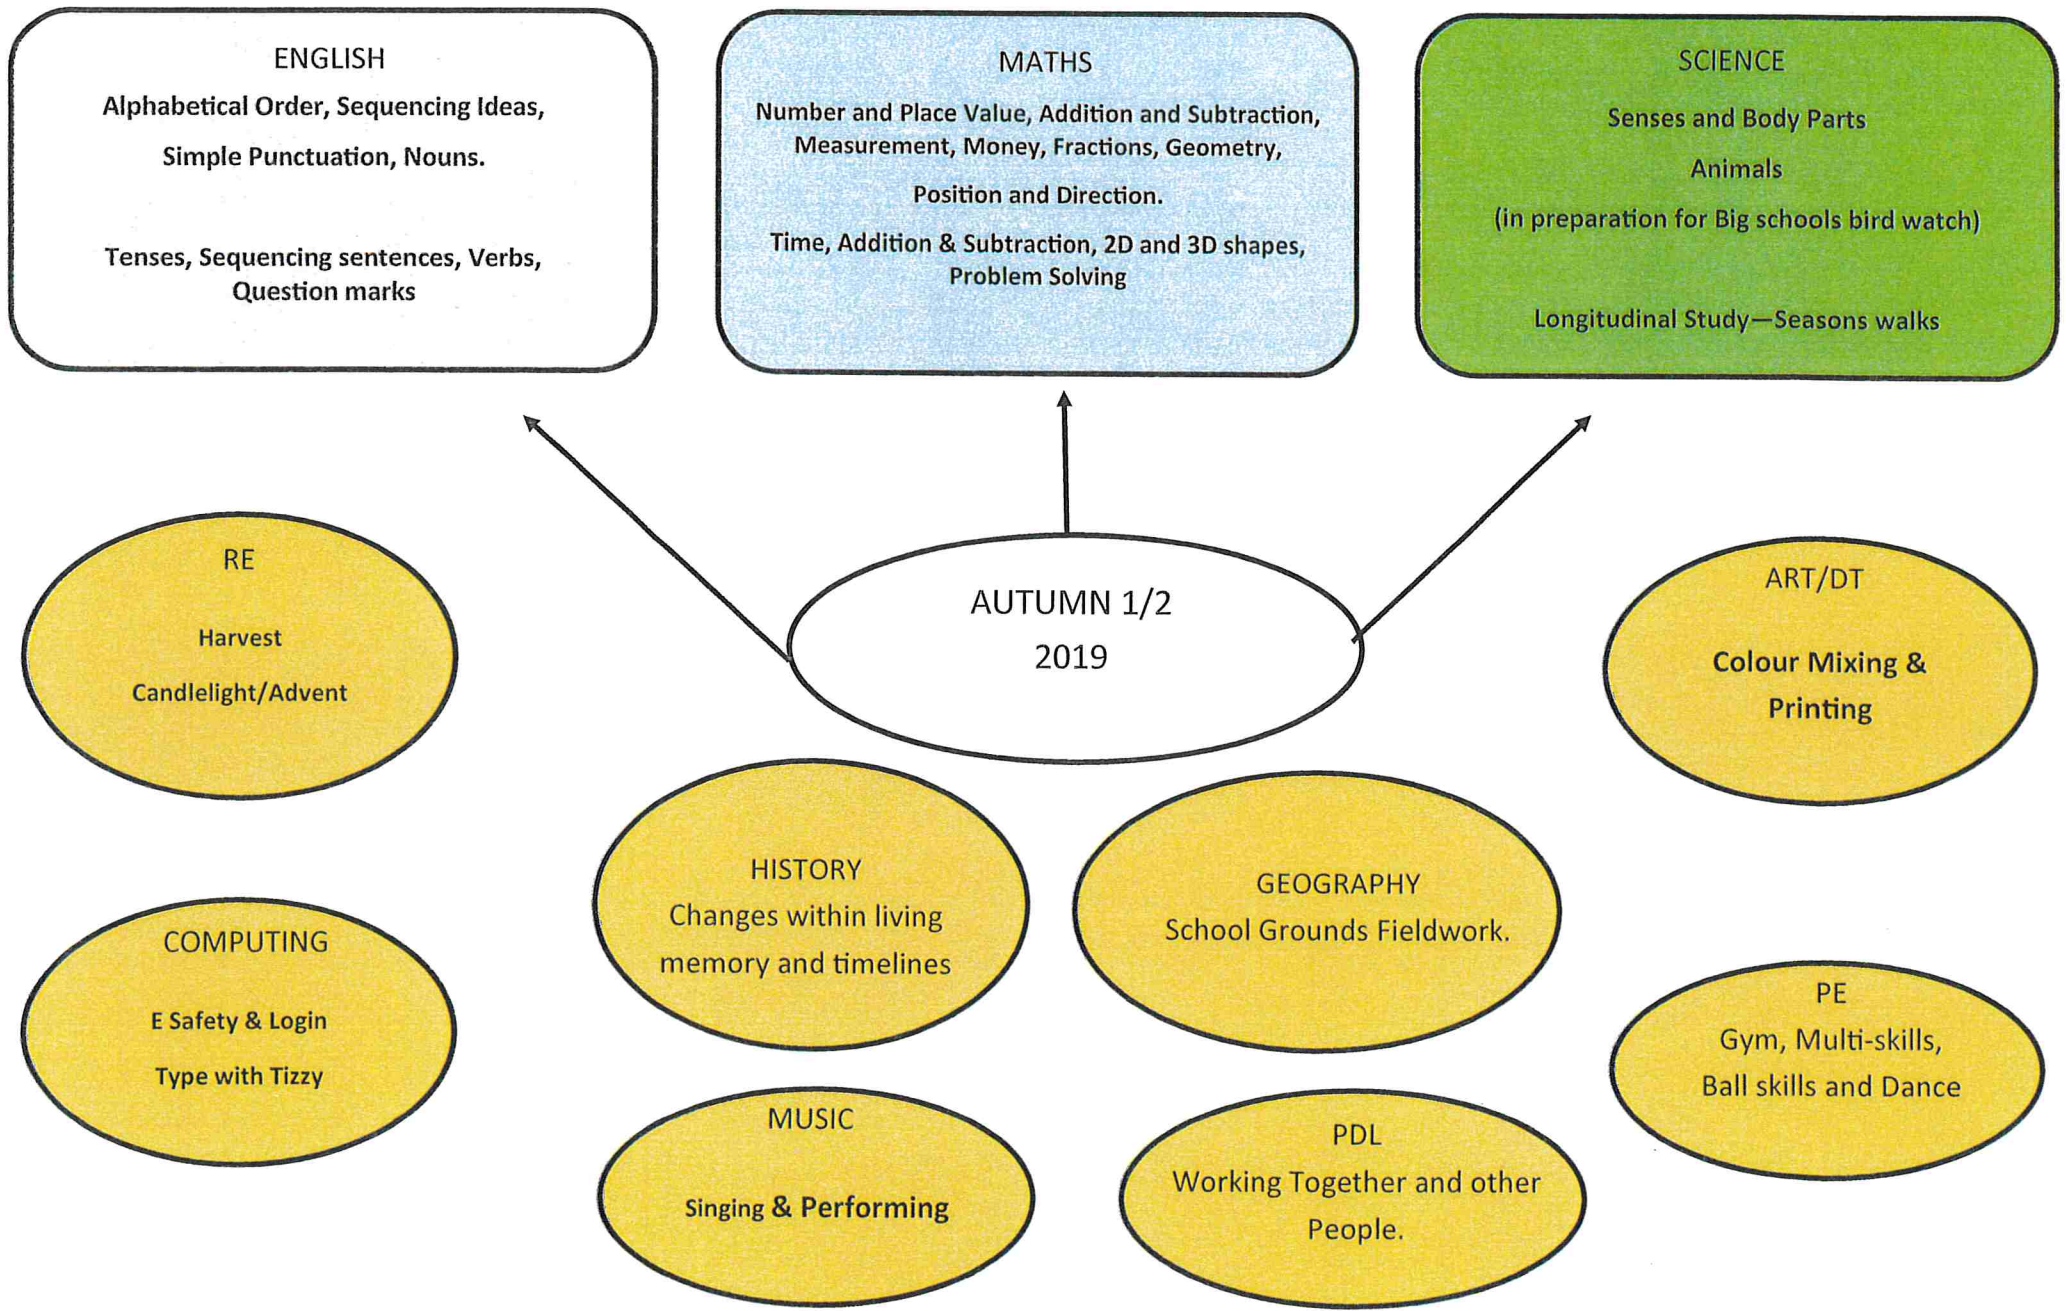 ENGLISH
Alphabetical Order, Sequencing Ideas,
Simple Punctuation, Nouns.
Tenses, Sequencing sentences, Verbs,
Question marks
MATHS
Number and Place Value, Addition and Subtraction,
Measurement, Money, Fractions, Geometry,
Position and Direction.
Time, Addition & Subtraction, 2D and 3D shapes,
Problem Solving
SCIENCE
Senses and Body Parts
Animals
(in preparation for Big schools bird watch)
Longitudinal Study—Seasons walks
RE
Harvest
Candlelight/Advent
AUTUMN 1/2
2019
ART/DT
Colour Mixing &
Printing
COMPUTING
E Safety & Login
Type with Tizzy
HISTORY
Changes within living
memory and timelines
GEOGRAPHY
School Grounds Fieldwork.
PE
Gym, Multi-skills,
Ball skills and Dance
MUSIC
Singing & Performing
PDL
Working Together and other
People.